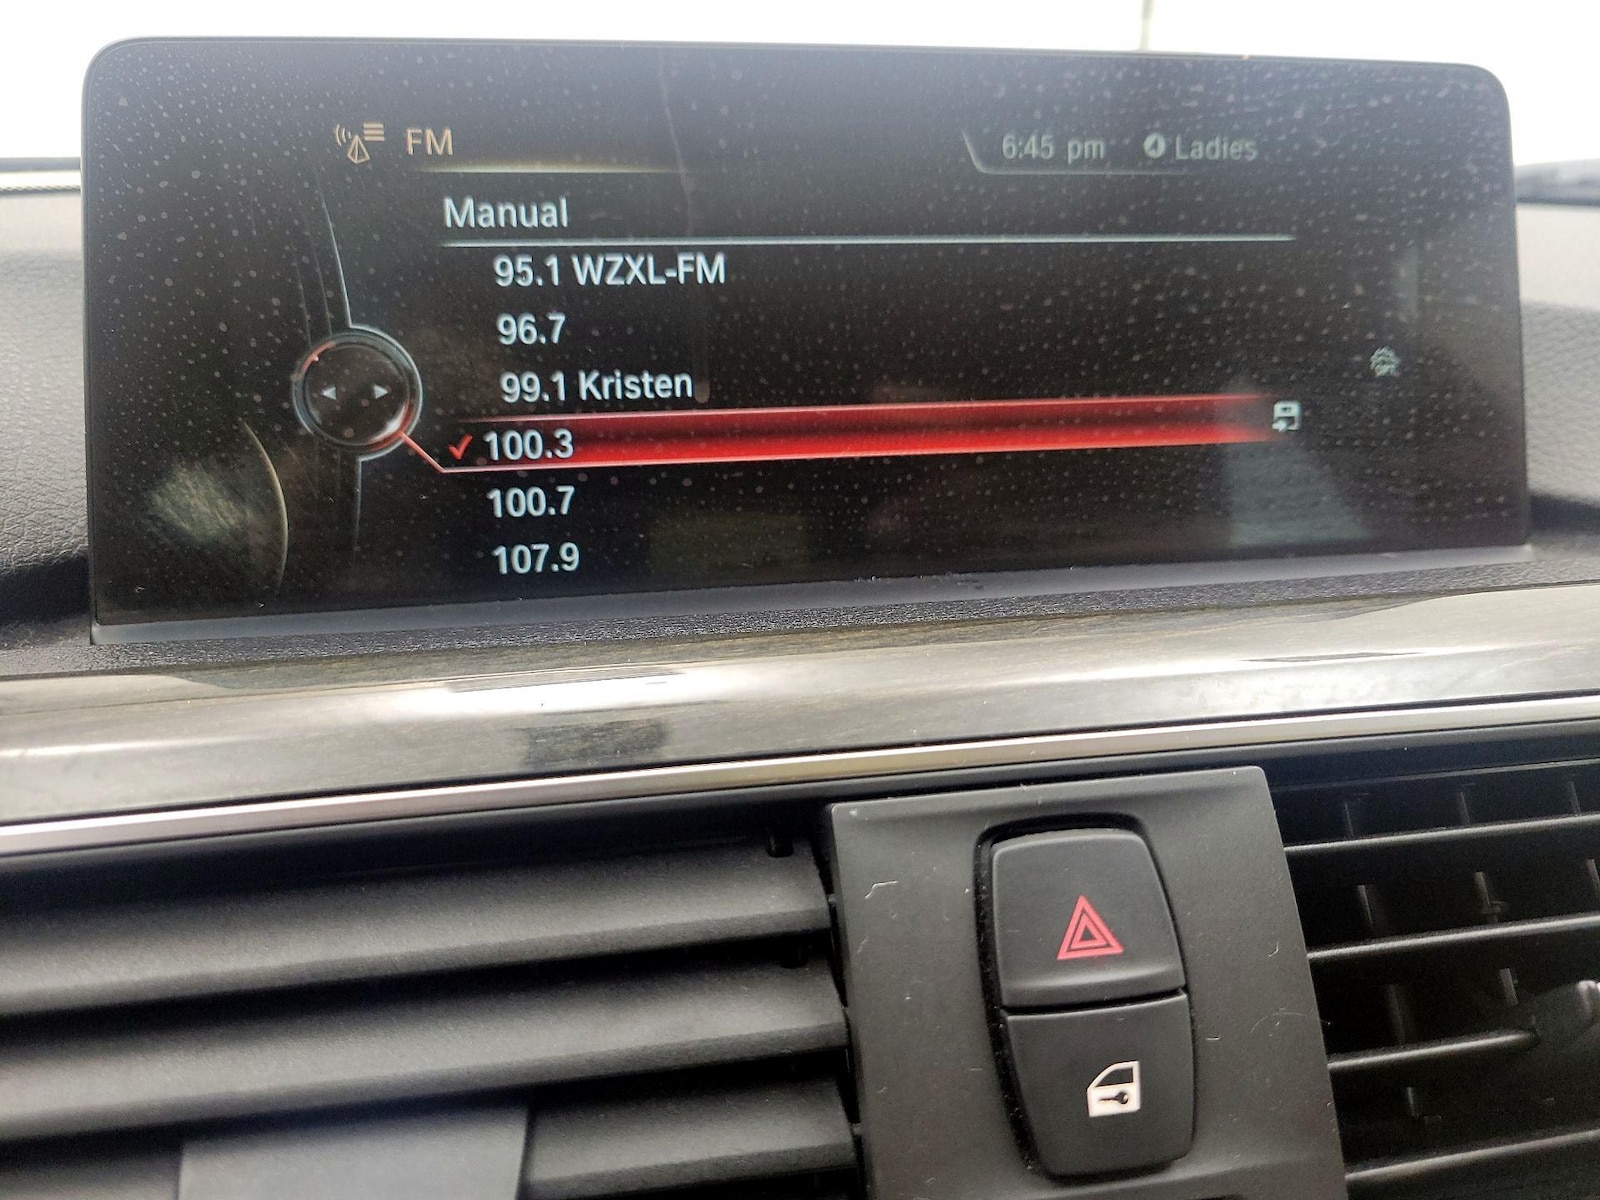 FM
6:45 pm Ladies
Manual
95.1 WZXL-FM
96.7
99.1 Kristen
100.3
100.7
107.9